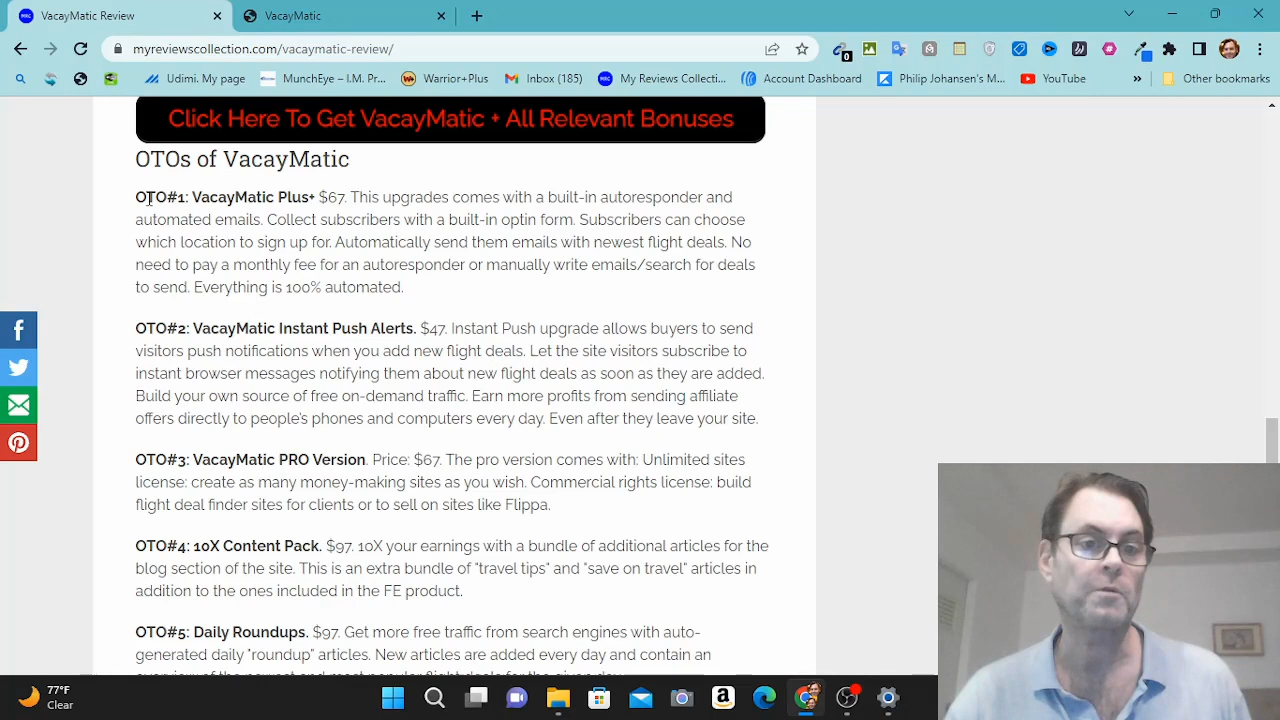 VacayMatic Review
VacayMatic
myreviewscollection.com/vacaymatic-review/
0
Udimi. My page
MunchEye – I.M. Pr...
Warrior+Plus
Inbox (185)
My Reviews Collecti...
Account Dashboard
Philip Johansen's M...
YouTube
Other bookmarks
Click Here To Get VacayMatic + All Relevant Bonuses
OTOs of VacayMatic
OTO#1: VacayMatic Plus+ $67. This upgrades comes with a built-in autoresponder and
automated emails. Collect subscribers with a built-in optin form. Subscribers can choose
which location to sign up for. Automatically send them emails with newest flight deals. No
need to pay a monthly fee for an autoresponder or manually write emails/search for deals
to send. Everything is 100% automated.
OTO#2: VacayMatic Instant Push Alerts. $47. Instant Push upgrade allows buyers to send
visitors push notifications when you add new flight deals. Let the site visitors subscribe to
instant browser messages notifying them about new flight deals as soon as they are added.
Build your own source of free on-demand traffic. Earn more profits from sending affiliate
offers directly to people's phones and computers every day. Even after they leave your site.
OTO#3: VacayMatic PRO Version. Price: $67. The pro version comes with: Unlimited sites
license: create as many money-making sites as you wish. Commercial rights license: build
flight deal finder sites for clients or to sell on sites like Flippa.
OTO#4: 10X Content Pack. $97. 10X your earnings with a bundle of additional articles for the
blog section of the site. This is an extra bundle of "travel tips" and "save on travel" articles in
addition to the ones included in the FE product.
OTO#5: Daily Roundups. $97. Get more free traffic from search engines with auto-
generated daily "roundup" articles. New articles are added every day and contain an
overview of the newest and most popular flight deals for the given day.
77°F
Clear